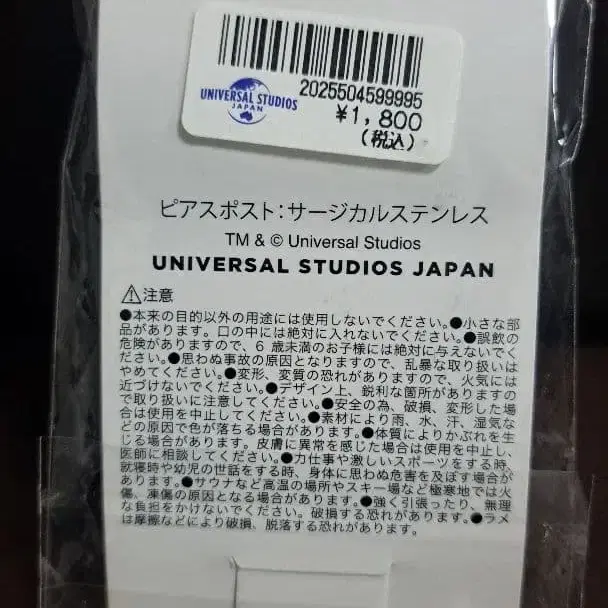 2025504599995
UNIVERSAL STUDIOS
JAPAN
¥1,800
(税込)
ピアスポスト:サージカルステンレス
TM & © Universal Studios
UNIVERSAL STUDIOS JAPAN
⚠注意
●本来の目的以外の用途には使用しないでください。●小さな部
品があります。口の中には絶対に入れないでください。●誤飲の
危険がありますので、6 歳未満のお子様には絶対に与えないでく
ださい。●思わぬ事故の原因となりますので、乱暴な取り扱いは
やめてください。●変形、変質の恐れがありますので、火気には
近づけないでください。●デザイン上、鋭利な箇所がありますの
で取り扱いに注意してください。●安全の為、破損、変形した場
合は使用を中止してください。●素材により雨、水、汗、湿気な
どの原因で色が落ちる場合があります。●体質によりかぶれを生
じる場合があります。皮膚に異常を感じた場合は使用を中止し、
医師に相談してください。●力仕事や激しいスポーツをする時、
就寝時や幼児の世話をする時、身体に思わぬ危害を及ぼす場合が
あります。●サウナなど高温の場所やスキー場など極寒地では火
傷、凍傷の原因となる場合があります。●強く引張ったり、無理
な負担をかけないでください。破損する恐れがあります。●ラメ
は摩擦などにより破損、脱落する恐れがあります。